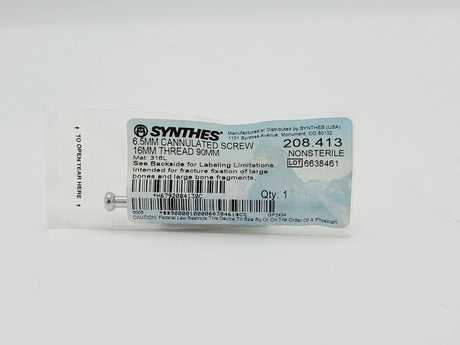 TO OPEN TEAR HERE
SYNTHES®
Manufactured or Distributed by SYNTHES (USA)
1101 Synthes Avenue, Monument, CO 80132
6.5MM CANNULATED SCREW
16MM THREAD 90MM
Mat: 316L
208.413
NONSTERILE
LOT 6638461
See Backside for Labeling Limitations.
Intended for fracture fixation of large
bones and large bone fragments.
Qty: 1
0005
GP2434
CAUTION: Federal Law Restricts This Device To Sale By Or On The Order Of A Physician